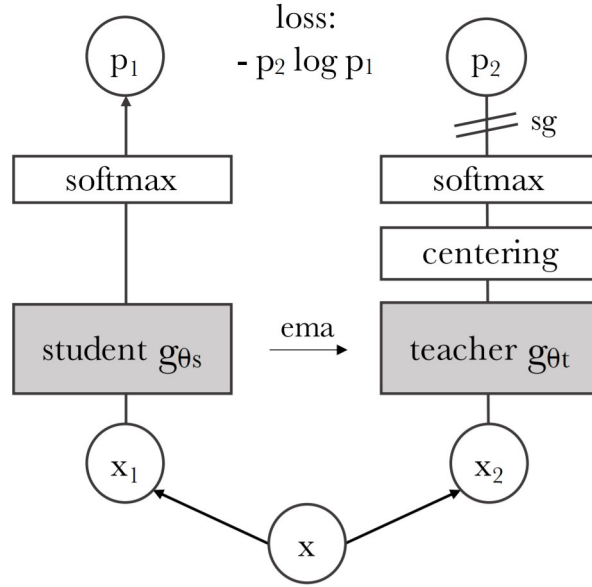 loss:
- p₂ log p₁
p₁
p₂
sg
softmax
softmax
centering
student gθs
ema
teacher gθt
x₁
x₂
x